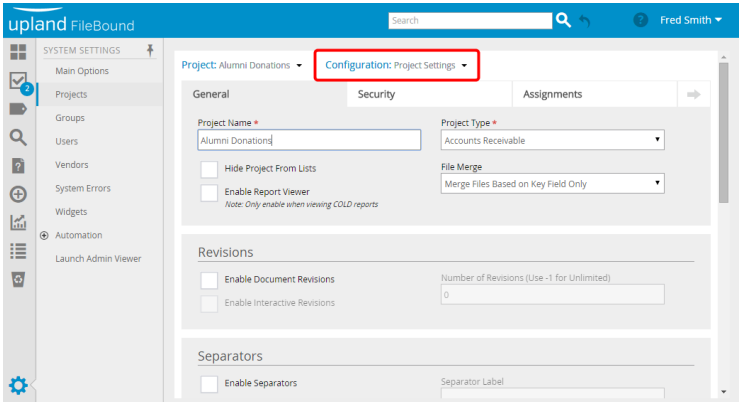 upland FileBound
Search
?
Fred Smith
SYSTEM SETTINGS
Main Options
Projects
Groups
Users
Vendors
System Errors
Widgets
Automation
Launch Admin Viewer
2
?
Project: Alumni Donations
Configuration: Project Settings
General
Security
Assignments
Project Name *
Alumni Donations
Project Type *
Accounts Receivable
Hide Project From Lists
Enable Report Viewer
Note: Only enable when viewing COLD reports
File Merge
Merge Files Based on Key Field Only
Revisions
Enable Document Revisions
Enable Interactive Revisions
Number of Revisions (Use -1 for Unlimited)
0
Separators
Enable Separators
Separator Label